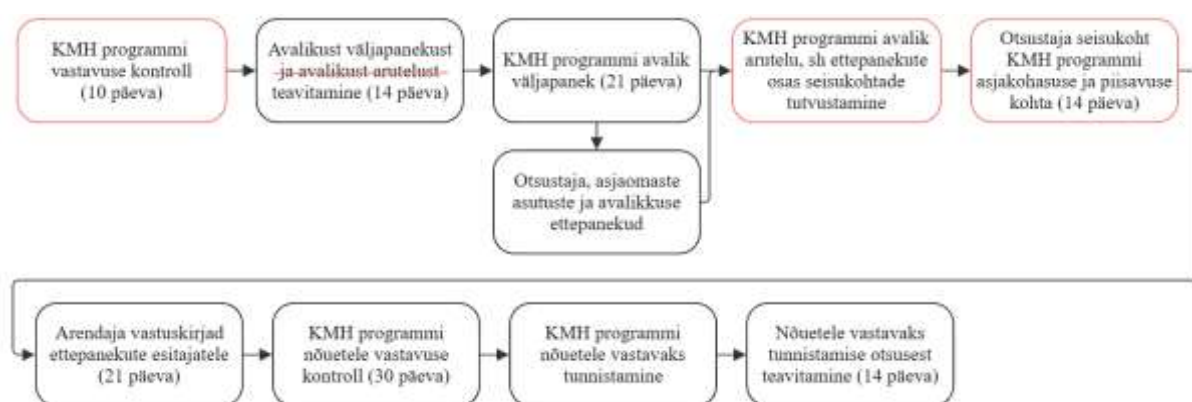 KMH programmi
vastavuse kontroll
(10 päeva)
Avalikust väljapanekust
ja avalikust arutelust
teavitamine (14 päeva)
KMH programmi avalik
väljapanek (21 päeva)
Otsustaja, asjaomaste
asutuste ja avalikkuse
ettepanekud
KMH programmi avalik
arutelu, sh ettepanekute
osas seisukohtade
tutvustamine
Otsustaja seisukoht
KMH programmi
asjakohasuse ja piisavuse
kohta (14 päeva)
Arendaja vastuskirjad
ettepanekute esitajatele
(21 päeva)
KMH programmi
nõuetele vastavuse
kontroll (30 päeva)
KMH programmi
nõuetele vastavaks
tunnistamine
Nõuetele vastavaks
tunnistamise otsusest
teavitamine (14 päeva)